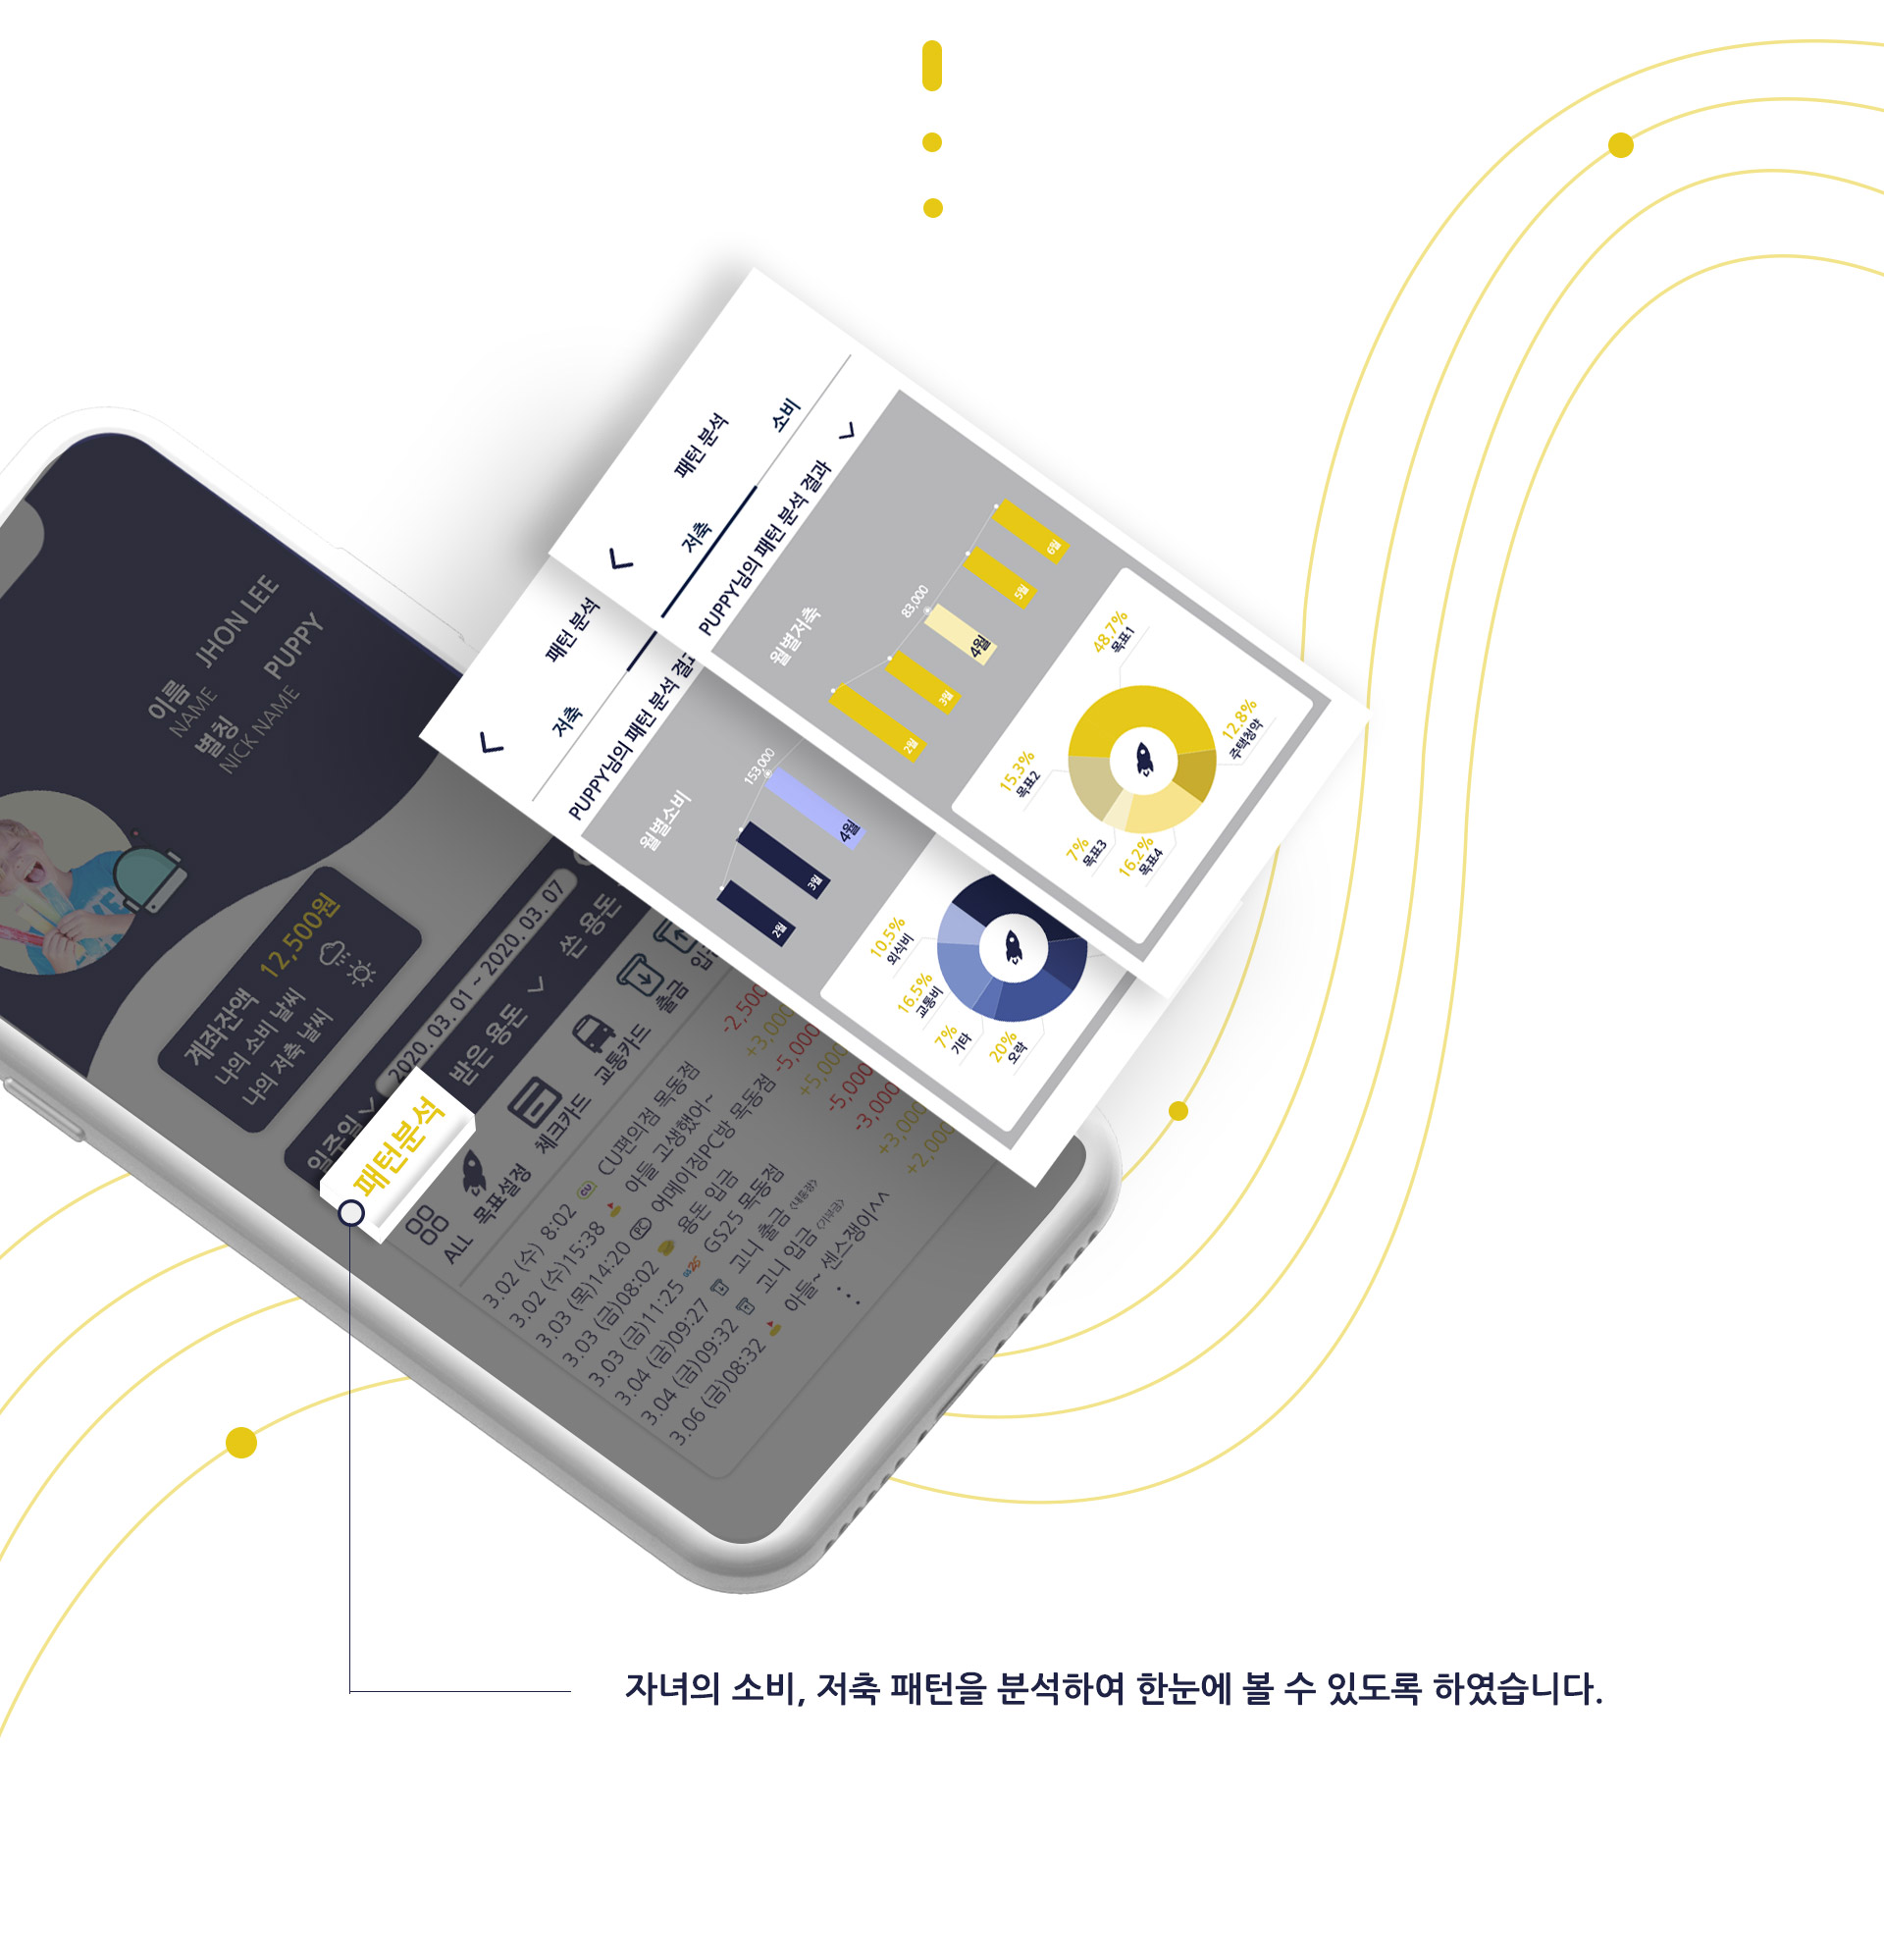 이름 JHON LEE
NAME
별칭 PUPPY
NICK NAME
계좌잔액 12,500원
나의 소비 날씨
나의 저축 날씨
일주일
2020. 03. 01 ~ 2020. 03. 07
받은 용돈
쓴 용돈
패턴분석
ALL
목표설정
체크카드
교통카드
출금
3.02 (수) 8:02 CU CU편의점 목동점 -2,500
3.02 (수)15:38 아들 고생했어~ +3,000
3.03 (목)14:20 PC 어메이징PC방 목동점 -5,000
3.03 (금)08:02 용돈 입금 +5,000
3.03 (금)11:25 GS25 GS25 목동점 -5,000
3.04 (금)09:27 고니 출금 <내통장> -3,000
3.04 (금)09:32 고니 입금 <기부금> +3,000
3.06 (금)08:32 아들~ 센스쟁이^^ +2,000
패턴 분석
저축
PUPPY님의 패턴 분석 결과
월별소비
153,000
2월
3월
4월
10.5%
외식비
16.5%
교통비
7%
기타
20%
오락
패턴 분석
저축
소비
PUPPY님의 패턴 분석 결과
월별저축
83,000
2월
3월
4월
5월
6월
48.7%
목표1
15.3%
목표2
12.8%
주택청약
7%
목표3
16.2%
목표4
자녀의 소비, 저축 패턴을 분석하여 한눈에 볼 수 있도록 하였습니다.